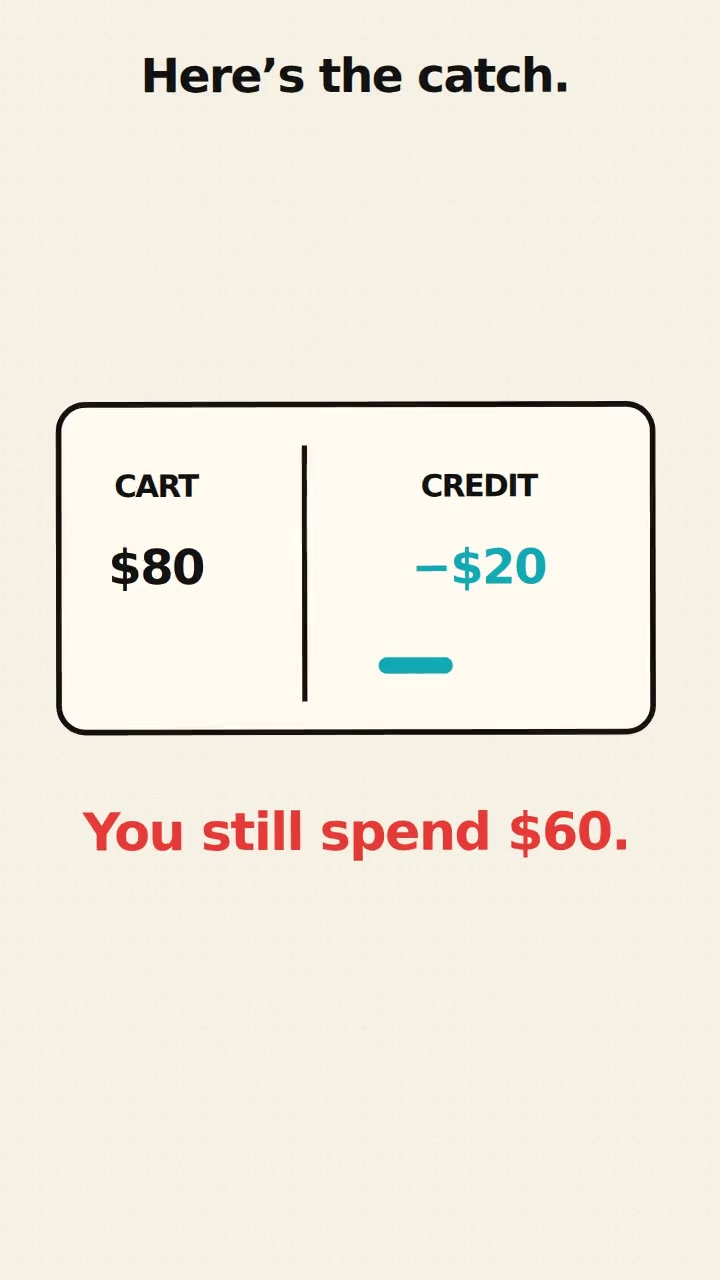 Here’s the catch.
CART
CREDIT
$80
−$20
You still spend $60.